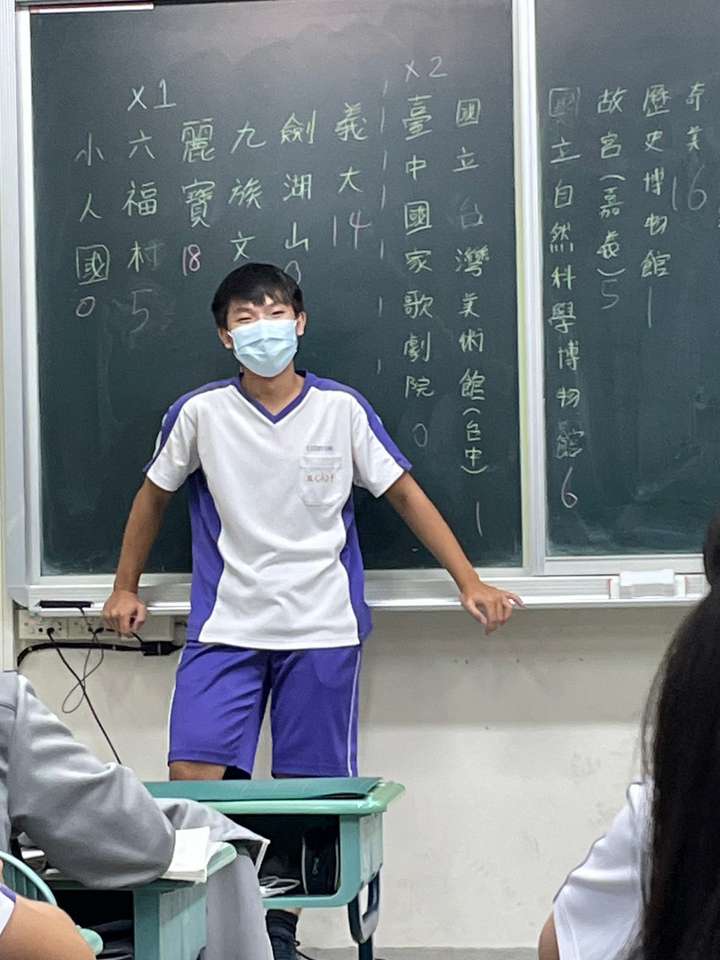 奇美 16
歷史博物館 1
故宮(嘉義) 5
國立自然科學博物館 6
×2
國立台灣美術館(台中) 1
臺中國家歌劇院 0
×1
義大 14
劍湖山
九族文
麗寶 18
六福村 5
小人國 0